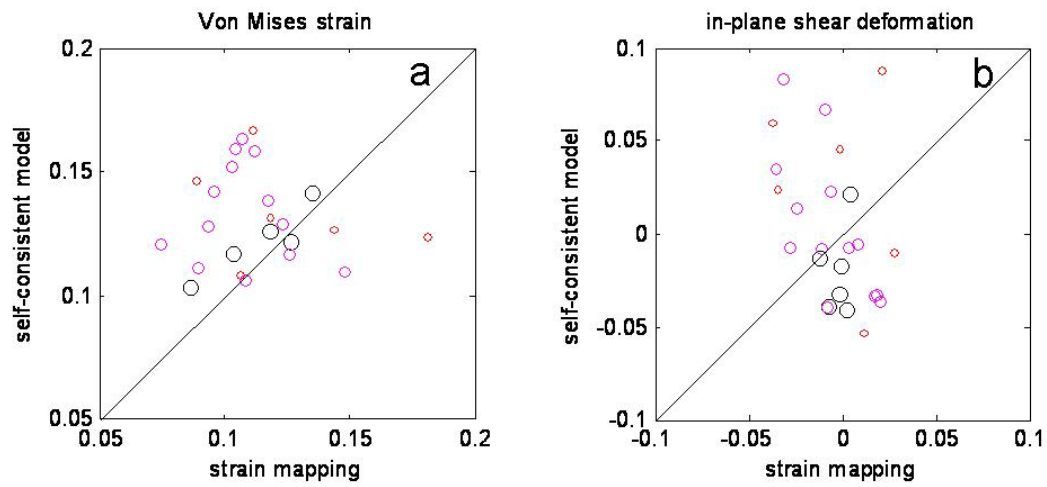 Von Mises strain
in-plane shear deformation
0.2
0.15
0.1
0.05
a
self-consistent model
0.05
0.1
0.15
0.2
strain mapping
0.1
0.05
0
-0.05
-0.1
b
self-consistent model
-0.1
-0.05
0
0.05
0.1
strain mapping